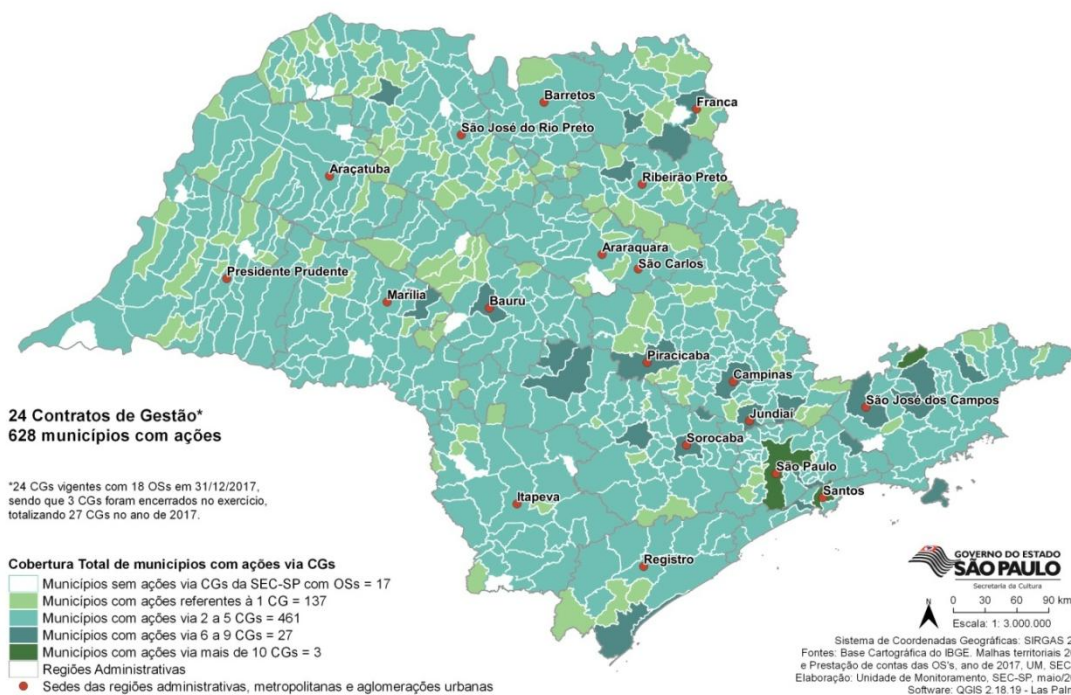 Barretos
Franca
São José do Rio Preto
Araçatuba
Ribeirão Preto
Araraquara
São Carlos
Presidente Prudente
Marília
Bauru
Piracicaba
Campinas
São José dos Campos
Jundiaí
Sorocaba
São Paulo
Santos
Itapeva
Registro
24 Contratos de Gestão*
628 municípios com ações
*24 CGs vigentes com 18 OSs em 31/12/2017,
sendo que 3 CGs foram encerrados no exercício,
totalizando 27 CGs no ano de 2017.
Cobertura Total de municípios com ações via CGs
Municípios sem ações via CGs da SEC-SP com OSs = 17
Municípios com ações referentes à 1 CG = 137
Municípios com ações via 2 a 5 CGs = 461
Municípios com ações via 6 a 9 CGs = 27
Municípios com ações via mais de 10 CGs = 3
Regiões Administrativas
Sedes das regiões administrativas, metropolitanas e aglomerações urbanas
GOVERNO DO ESTADO
SÃO PAULO
Secretaria da Cultura
N
0 30 60 90 km
Escala: 1: 3.000.000
Sistema de Coordenadas Geográficas: SIRGAS 2
Fontes: Base Cartográfica do IBGE. Malhas territoriais 20
e Prestação de contas das OS's, ano de 2017, UM, SEC
Elaboração: Unidade de Monitoramento, SEC-SP, maio/20
Software: QGIS 2.18.19 - Las Pal